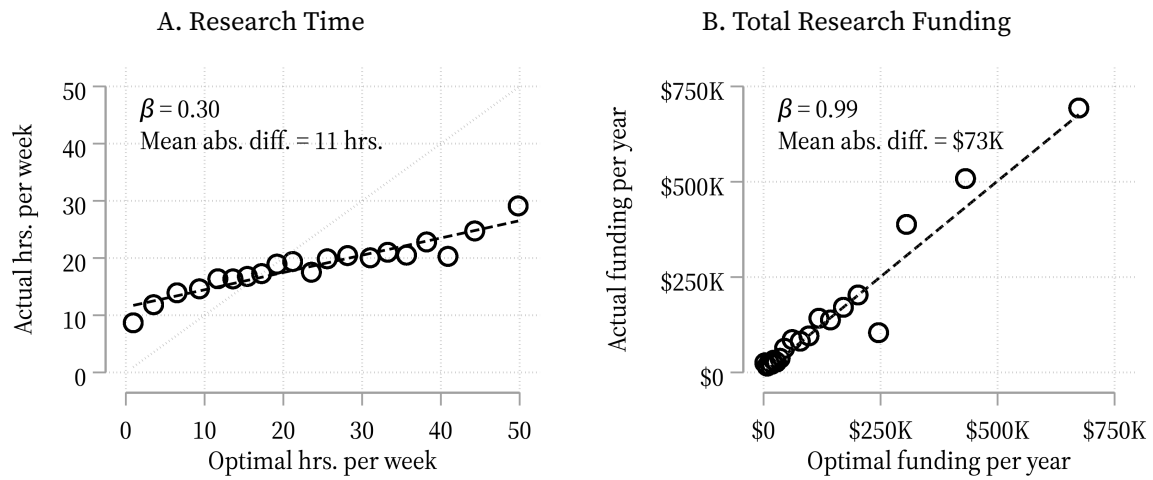 A. Research Time
β = 0.30
Mean abs. diff. = 11 hrs.
Actual hrs. per week
50
40
30
20
10
0
0 10 20 30 40 50
Optimal hrs. per week
B. Total Research Funding
β = 0.99
Mean abs. diff. = $73K
Actual funding per year
$750K
$500K
$250K
$0
$0 $250K $500K $750K
Optimal funding per year